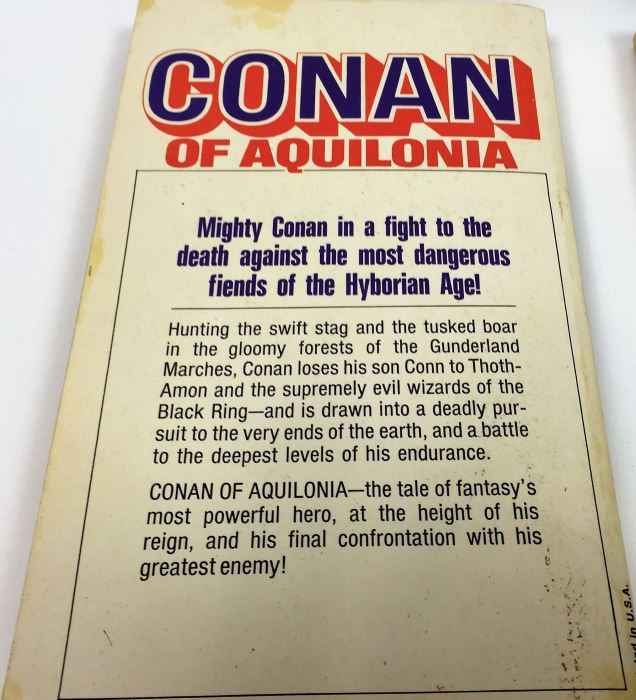 CONAN
OF AQUILONIA
Mighty Conan in a fight to the
death against the most dangerous
fiends of the Hyborian Age!
Hunting the swift stag and the tusked boar
in the gloomy forests of the Gunderland
Marches, Conan loses his son Conn to Thoth-
Amon and the supremely evil wizards of the
Black Ring—and is drawn into a deadly pur-
suit to the very ends of the earth, and a battle
to the deepest levels of his endurance.
CONAN OF AQUILONIA—the tale of fantasy's
most powerful hero, at the height of his
reign, and his final confrontation with his
greatest enemy!
in U.S.A.